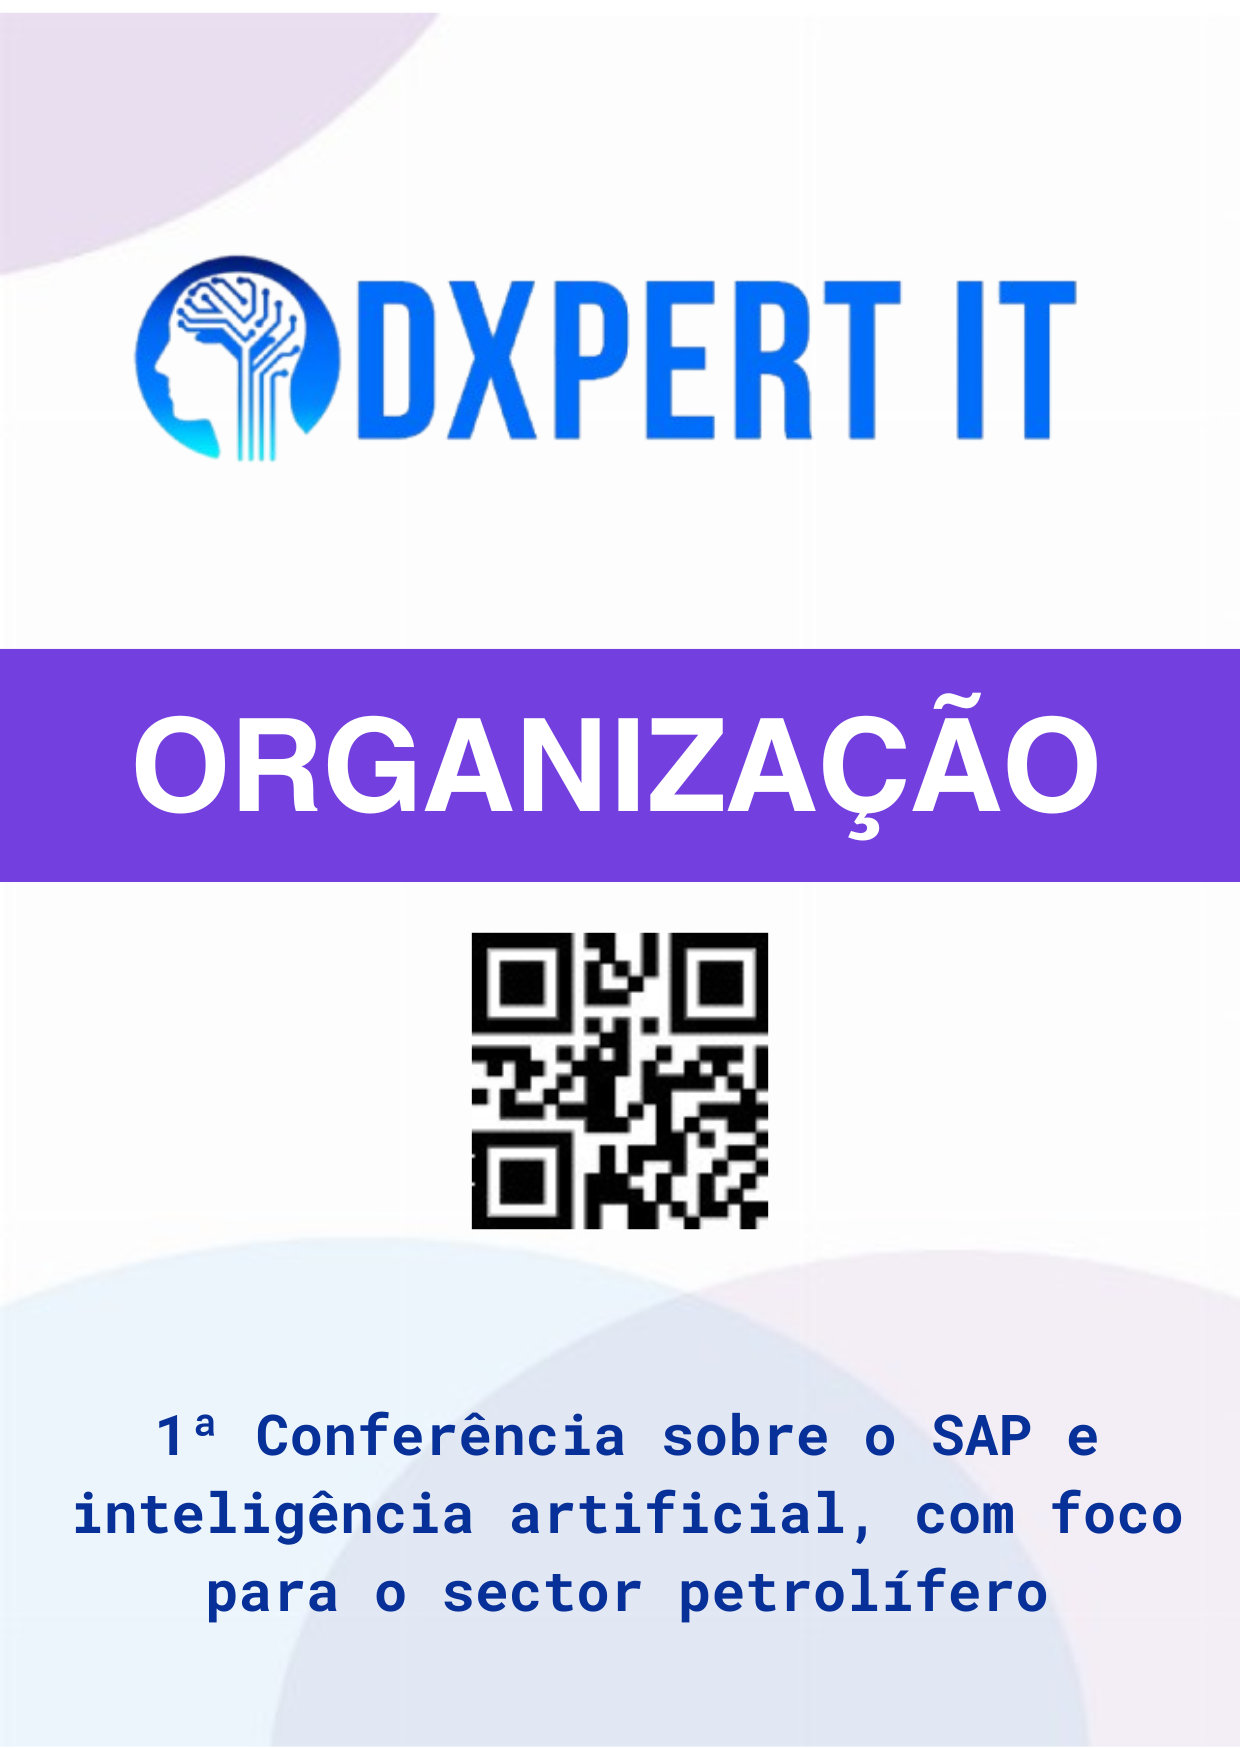 DXPERT IT
ORGANIZAÇÃO
1ª Conferência sobre o SAP e
inteligência artificial, com foco
para o sector petrolífero